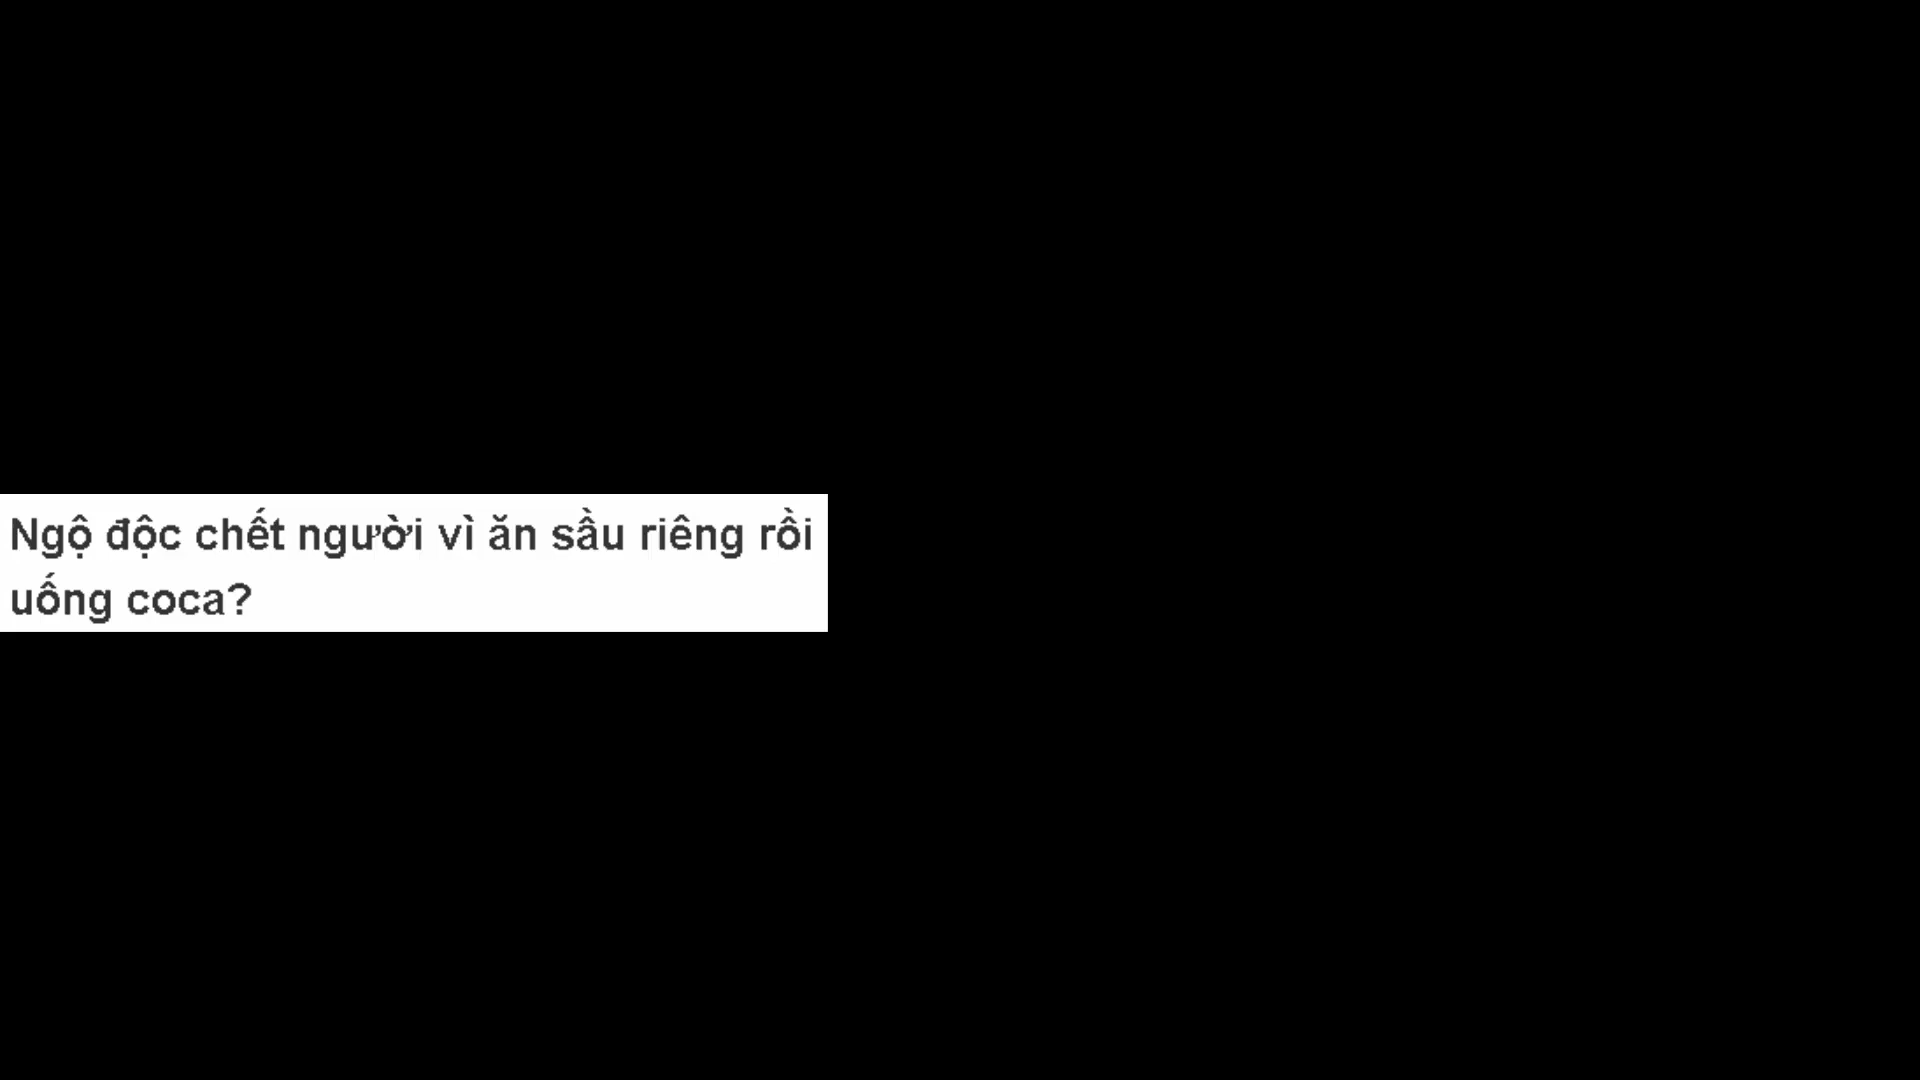 Ngộ độc chết người vì ăn sầu riêng rồi
uống coca?